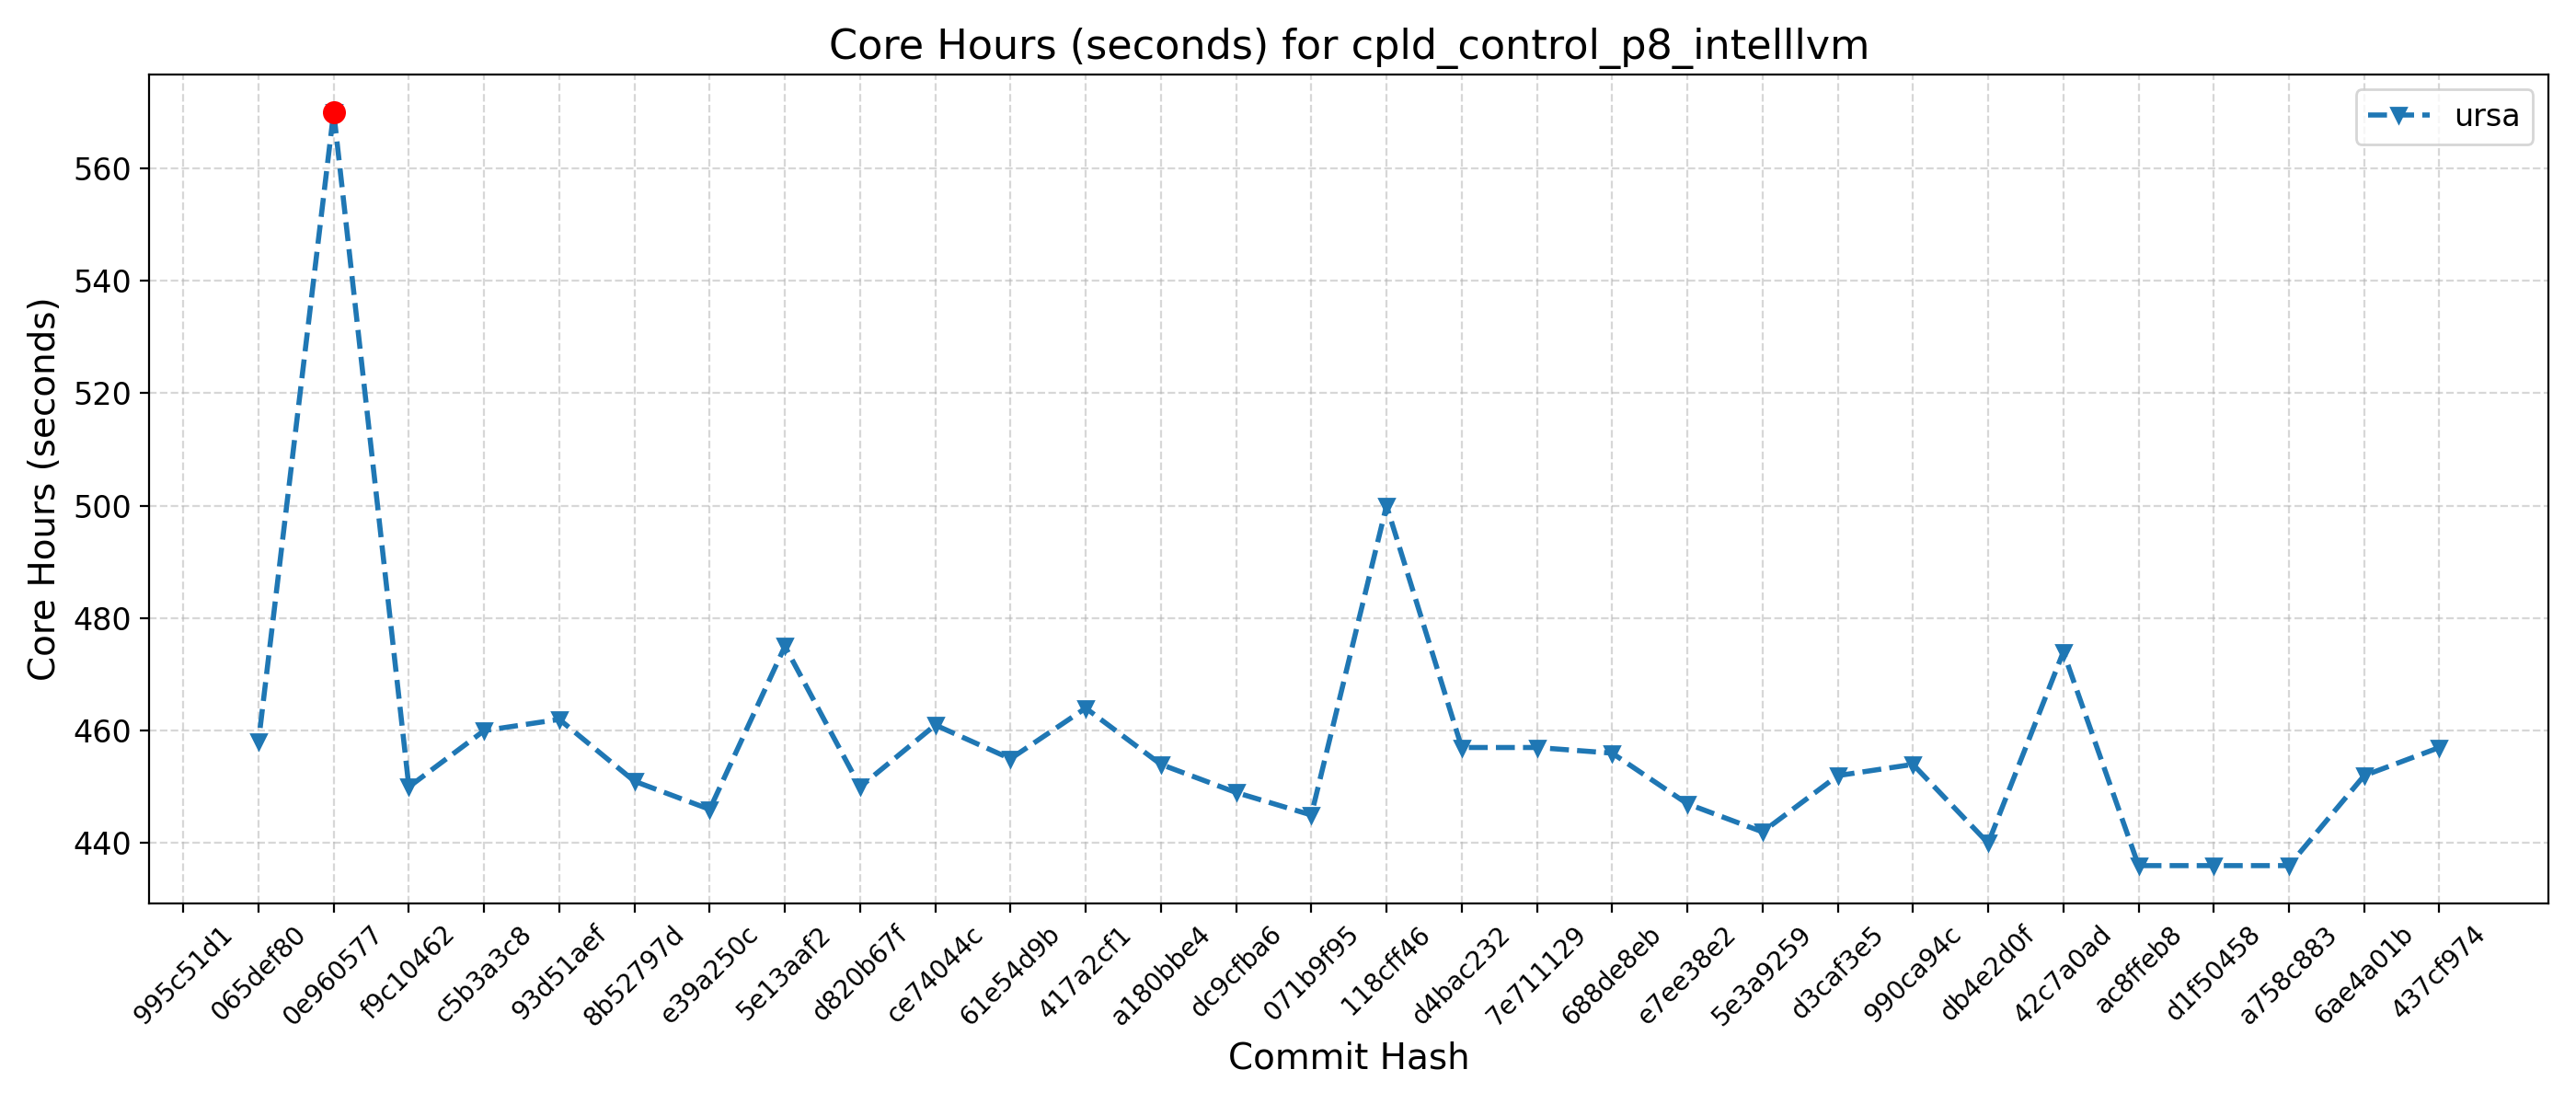 Core Hours (seconds) for cpld_control_p8_intelllvm
ursa
Core Hours (seconds)
560
540
520
500
480
460
440
995c51d1
065def80
0e960577
f9c10462
c5b3a3c8
93d51aef
8b52797d
e39a250c
5e13aaf2
d820b67f
ce74044c
61e54d9b
417a2cf1
a180bbe4
dc9cfba6
071b9f95
118cff46
d4bac232
7e711129
688de8eb
e7ee38e2
5e3a9259
d3caf3e5
990ca94c
db4e2d0f
42c7a0ad
ac8ffeb8
d1f50458
a758c883
6ae4a01b
437cf974
Commit Hash